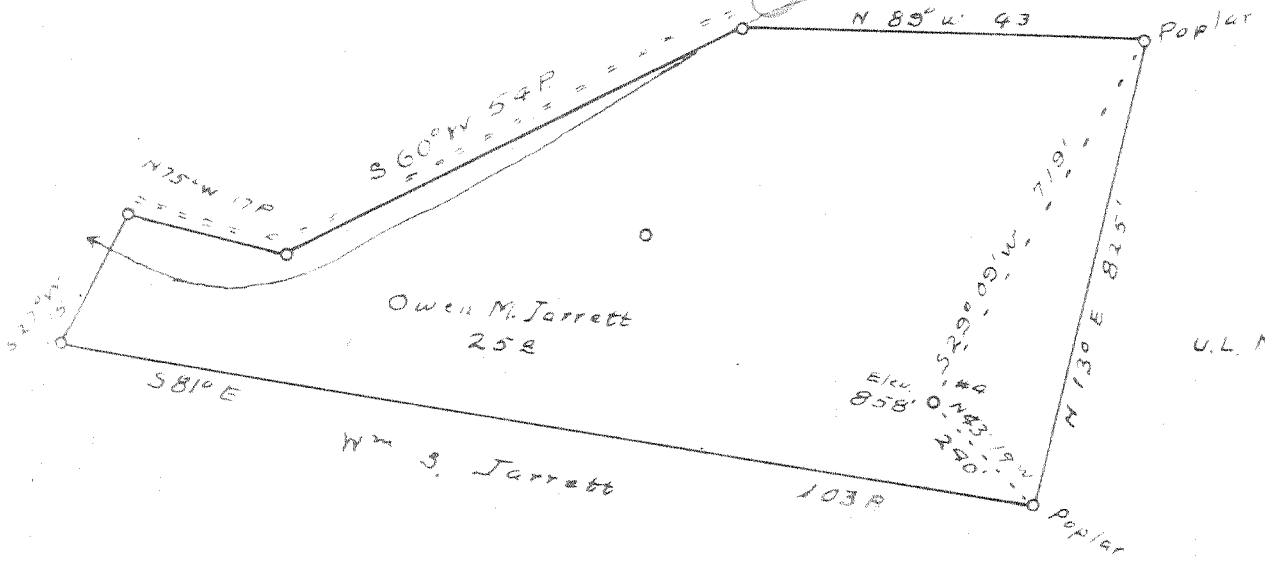 N 89° W 43
Poplar
S 60° W 54 P.
N 75° W 17 P
719'
S 29° 09' W
N 13° E 825'
Owen M. Jarrett
S 27° W
U.L.
#4
Elev.
858'
N 43° 19' W
240'
S 81° E
Wm S. Jarrett
103 P
Poplar